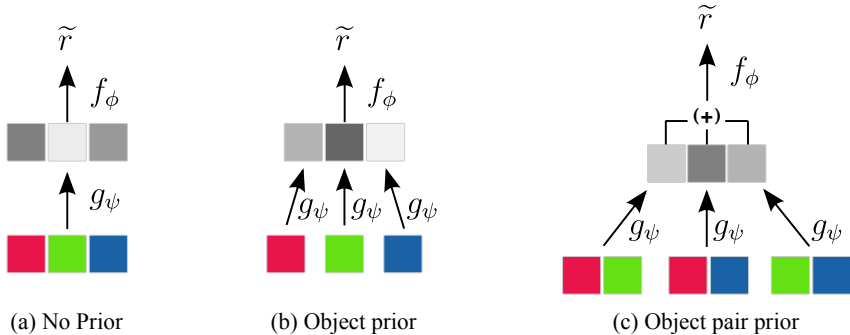 r̃
f_ϕ
g_ψ
(a) No Prior
r̃
f_ϕ
g_ψ g_ψ g_ψ
(b) Object prior
r̃
f_ϕ
(+)
g_ψ g_ψ g_ψ
(c) Object pair prior